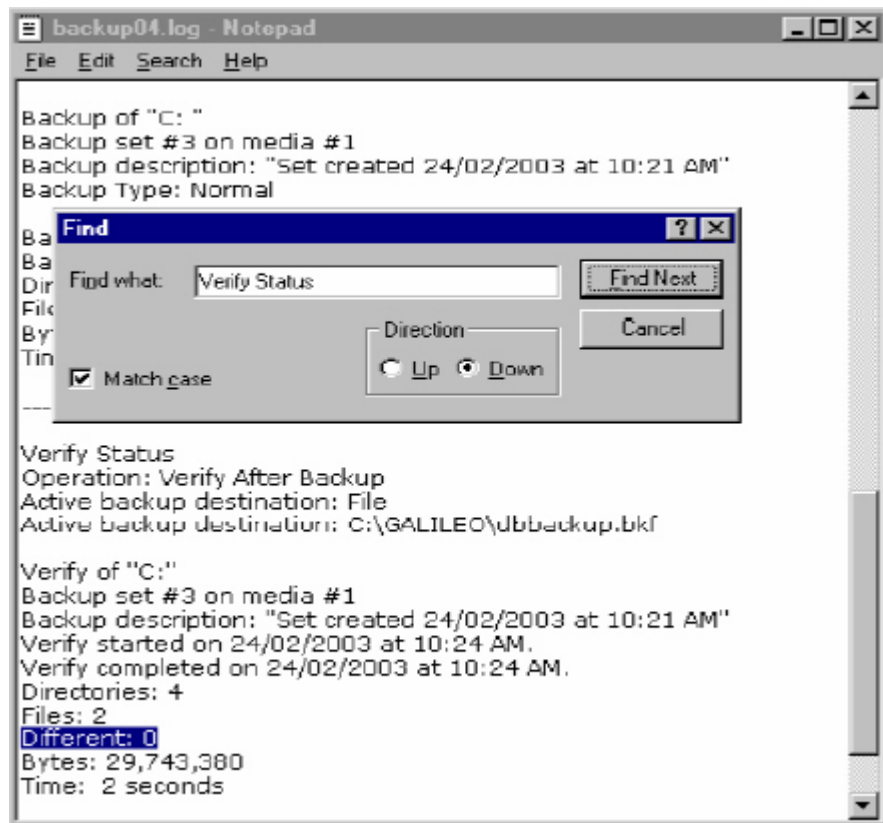 backup04.log - Notepad
File Edit Search Help
Backup of "C: "
Backup set #3 on media #1
Backup description: "Set created 24/02/2003 at 10:21 AM"
Backup Type: Normal
Find
Find what: Verify Status
Find Next
Cancel
Direction
Up Down
Match case
Verify Status
Operation: Verify After Backup
Active backup destination: File
Active backup destination: C:\GALILEO\dbbackup.bkf
Verify of "C:"
Backup set #3 on media #1
Backup description: "Set created 24/02/2003 at 10:21 AM"
Verify started on 24/02/2003 at 10:24 AM.
Verify completed on 24/02/2003 at 10:24 AM.
Directories: 4
Files: 2
Different: 0
Bytes: 29,743,380
Time: 2 seconds